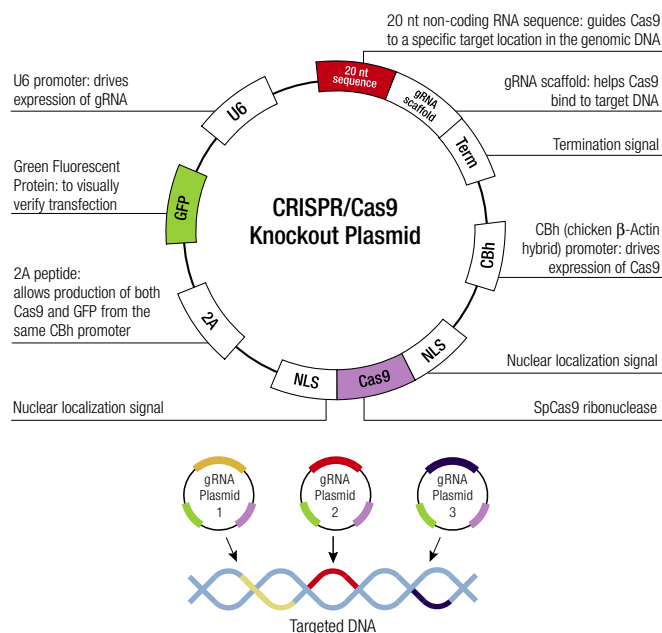 20 nt non-coding RNA sequence: guides Cas9
to a specific target location in the genomic DNA
U6 promoter: drives
expression of gRNA
20 nt
sequence
gRNA
scaffold
gRNA scaffold: helps Cas9
bind to target DNA
U6
Term
Termination signal
Green Fluorescent
Protein: to visually
verify transfection
GFP
CRISPR/Cas9
Knockout Plasmid
CBh
CBh (chicken β-Actin
hybrid) promoter: drives
expression of Cas9
2A peptide:
allows production of both
Cas9 and GFP from the
same CBh promoter
2A
NLS
Cas9
NLS
Nuclear localization signal
Nuclear localization signal
SpCas9 ribonuclease
gRNA
Plasmid
1
gRNA
Plasmid
2
gRNA
Plasmid
3
Targeted DNA